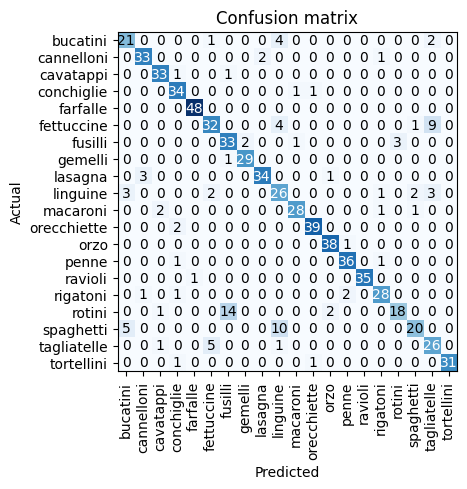 Confusion matrix
Actual
bucatini 21 0 0 0 0 1 0 0 0 4 0 0 0 0 0 0 0 0 2 0
cannelloni 0 33 0 0 0 0 0 0 2 0 0 0 0 0 0 1 0 0 0 0
cavatappi 0 0 33 1 0 0 1 0 0 0 0 0 0 0 0 0 0 0 0 0
conchiglie 0 0 0 34 0 0 0 0 0 0 1 1 0 0 0 0 0 0 0 0
farfalle 0 0 0 0 48 0 0 0 0 0 0 0 0 0 0 0 0 0 0 0
fettuccine 0 0 0 0 0 32 0 0 0 4 0 0 0 0 0 0 0 1 9 0
fusilli 0 0 0 0 0 0 33 2 0 0 1 0 0 0 0 0 3 0 0 0
gemelli 0 0 0 0 0 0 1 29 0 0 0 0 0 0 0 0 0 0 0 0
lasagna 0 3 0 0 0 0 0 0 34 0 0 0 1 0 0 0 0 0 0 0
linguine 3 0 0 0 0 2 0 0 0 26 0 0 0 0 0 1 0 2 3 0
macaroni 0 0 2 0 0 0 0 0 0 0 28 0 0 0 0 1 0 1 0 0
orecchiette 0 0 0 2 0 0 0 0 0 0 0 39 0 0 0 0 0 0 0 0
orzo 0 0 0 0 0 0 0 0 0 0 0 0 38 1 0 0 0 0 0 0
penne 0 0 0 1 0 0 0 0 0 0 0 0 0 36 0 1 0 0 0 0
ravioli 0 0 0 0 1 0 0 0 0 0 0 0 0 0 35 0 0 0 0 0
rigatoni 0 1 0 1 0 0 0 0 0 0 0 0 0 2 0 28 0 0 0 0
rotini 0 0 1 0 0 0 14 0 0 0 0 0 2 0 0 0 18 0 0 0
spaghetti 5 0 0 0 0 0 0 0 0 10 0 0 0 0 0 0 0 20 0 0
tagliatelle 0 0 1 0 0 5 0 0 0 1 0 0 0 0 0 0 0 0 26 0
tortellini 0 0 0 1 0 0 0 0 0 0 0 1 0 0 0 0 0 0 0 31
bucatini cannelloni cavatappi conchiglie farfalle fettuccine fusilli gemelli lasagna linguine macaroni orecchiette orzo penne ravioli rigatoni rotini spaghetti tagliatelle tortellini
Predicted